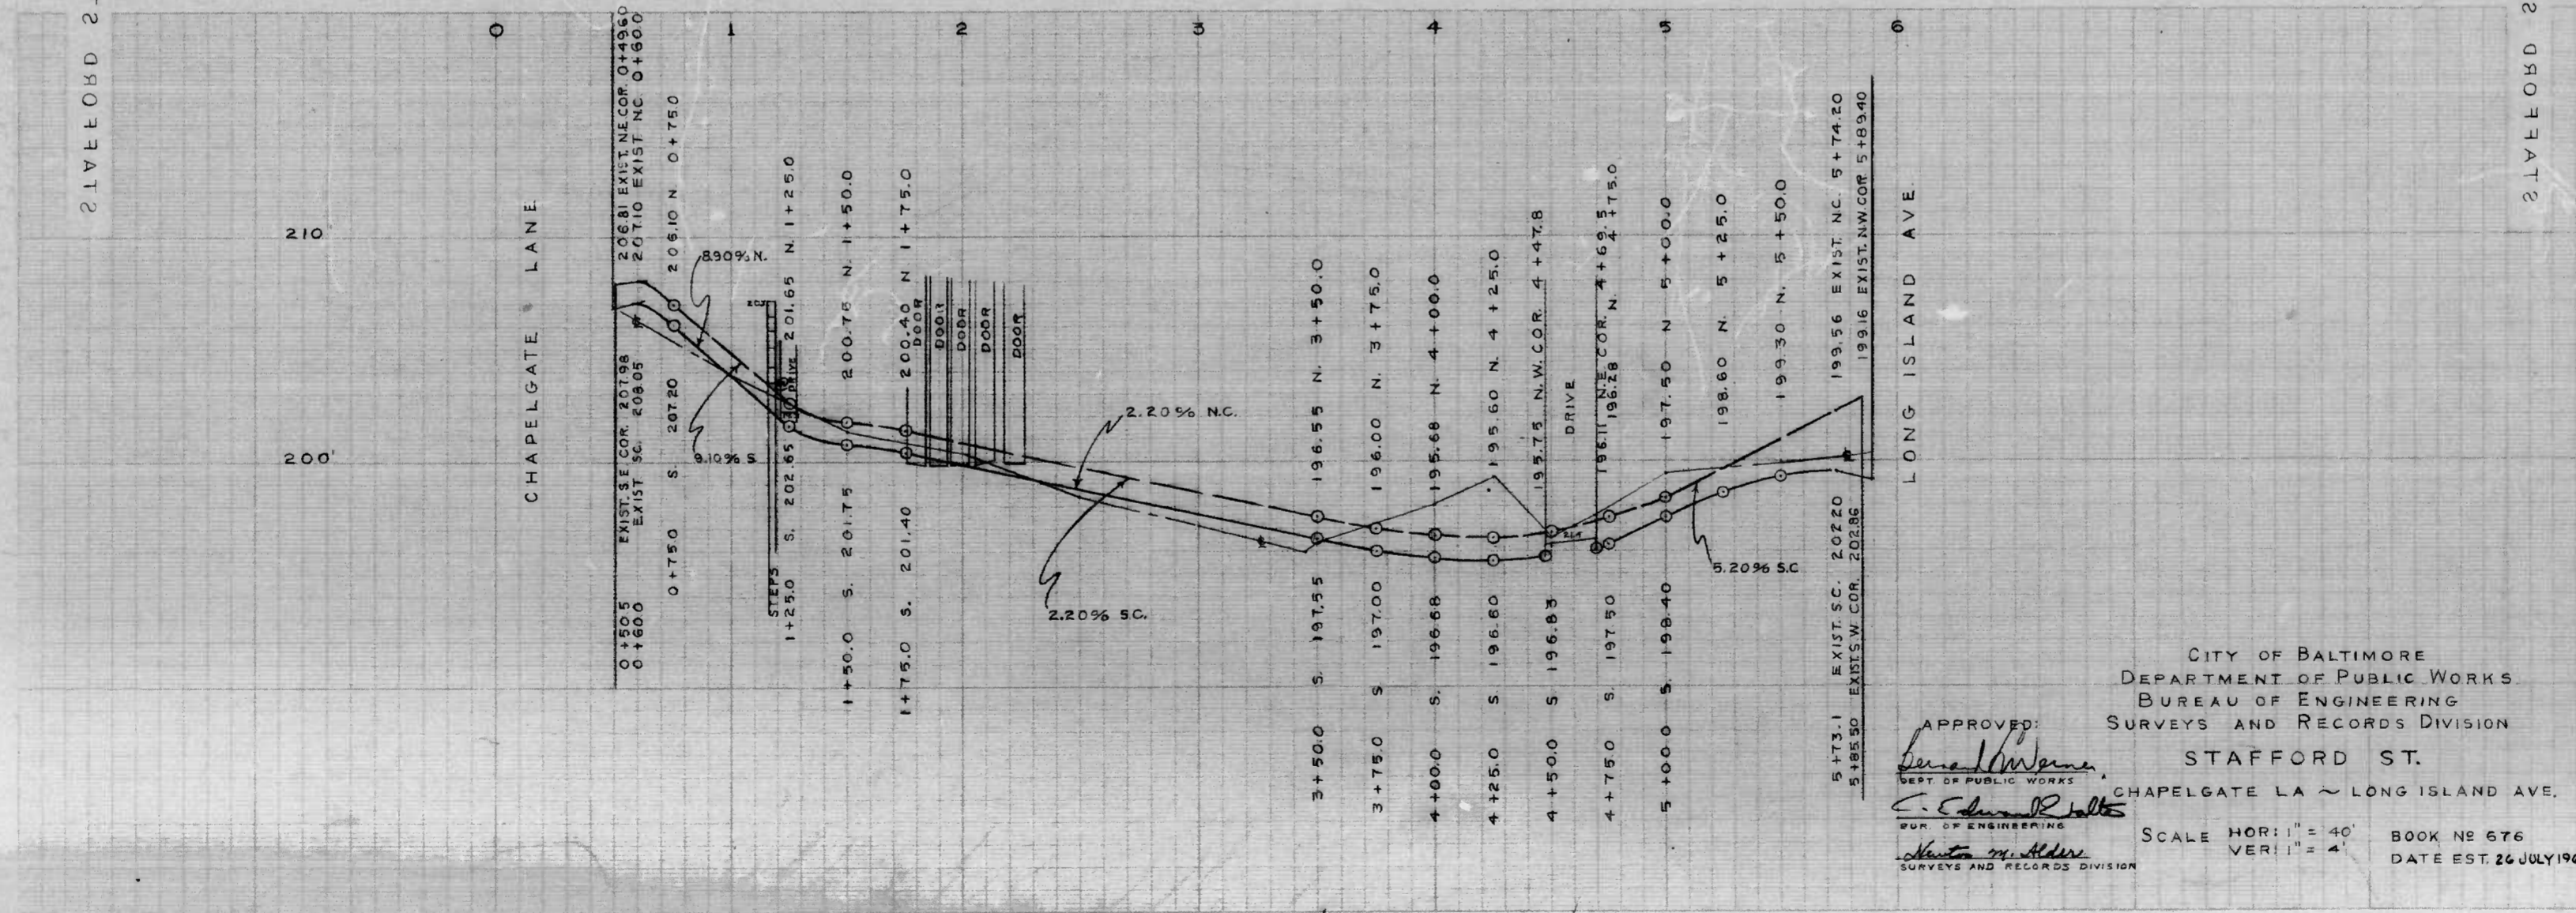 0 1 2 3 4 5 6
STAFFORD
STAFFORD
210
200'
CHAPELGATE LANE
206.81 EXIST. N.E. COR. 0+49.60
207.10 EXIST. N.C. 0+60.0
206.10 N 0+75.0
8.90% N.
9.10% S
EXIST. S.E. COR. 207.98
EXIST SC. 208.05
0+50.5
0+60.0
0+75.0 S. 207.20
STEPS
DRIVE
201.65 N. 1+25.0
1+25.0 S. 202.65
200.75 N. 1+50.0
1+50.0 S. 201.75
200.40 N 1+75.0
1+75.0 S. 201.40
DOOR
DOOR
DOOR
DOOR
DOOR
2.20% N.C.
2.20% S.C.
196.55 N. 3+50.0
3+50.0 S. 197.55
196.00 N. 3+75.0
3+75.0 S 197.00
195.68 N. 4+00.0
4+00.0 S. 196.68
195.60 N. 4+25.0
4+25.0 S 196.60
195.75 N.W. COR. 4+47.8
4+50.0 S 196.83
DRIVE
196.11 N.E. COR. 4+69.5
196.28 N. 4+75.0
4+75.0 S. 197.50
197.50 N 5+00.0
5+00.0 S. 198.40
198.60 N. 5+25.0
199.30 N. 5+50.0
5.20% S.C
199.56 EXIST. NC. 5+74.20
199.16 EXIST. N.W. COR 5+89.40
5+73.1 EXIST. S.C. 202.20
5+85.50 EXIST. S.W. COR. 202.86
LONG ISLAND AVE.
CITY OF BALTIMORE
DEPARTMENT OF PUBLIC WORKS
BUREAU OF ENGINEERING
SURVEYS AND RECORDS DIVISION
STAFFORD ST.
CHAPELGATE LA ~ LONG ISLAND AVE.
SCALE HOR: 1" = 40'
VER: 1" = 4'
BOOK Nº 676
DATE EST. 26 JULY
APPROVED:
DEPT. OF PUBLIC WORKS
BUR. OF ENGINEERING
Newton M. Alder
SURVEYS AND RECORDS DIVISION